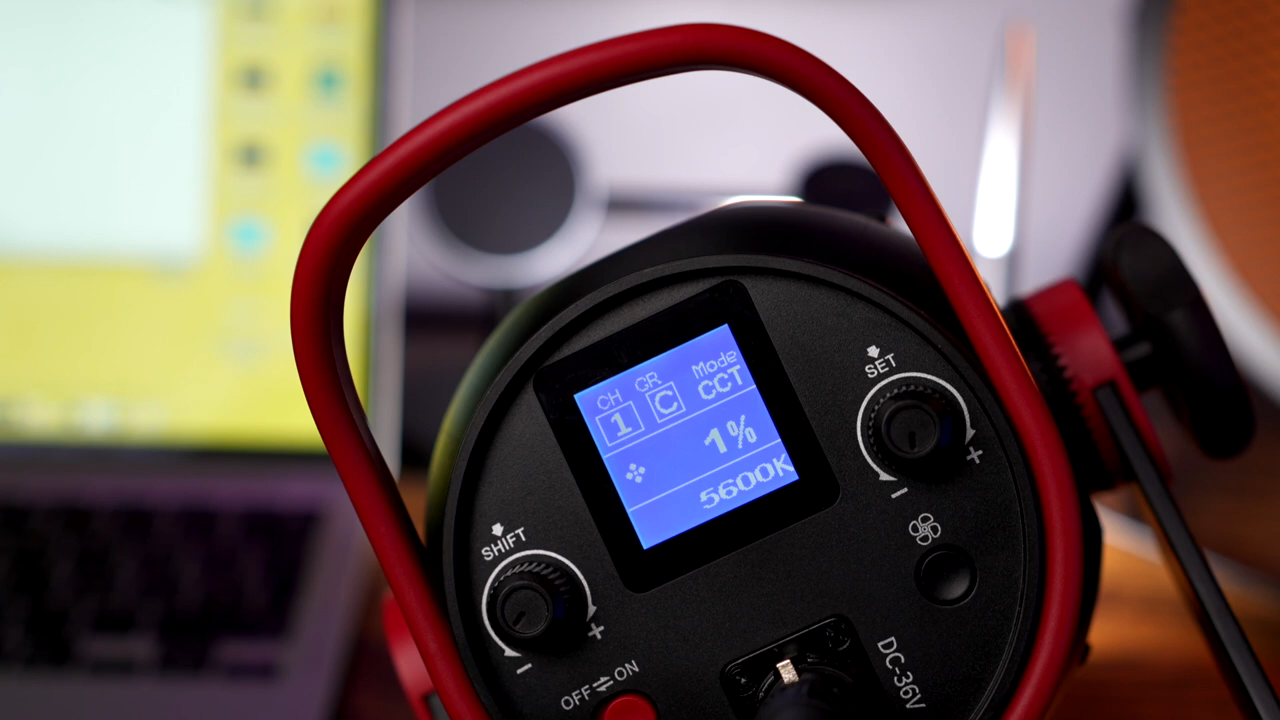 CH GR Mode
1 C CCT
1%
5600K
SET
+
−
SHIFT
+
−
OFF⇌ON
DC-36V